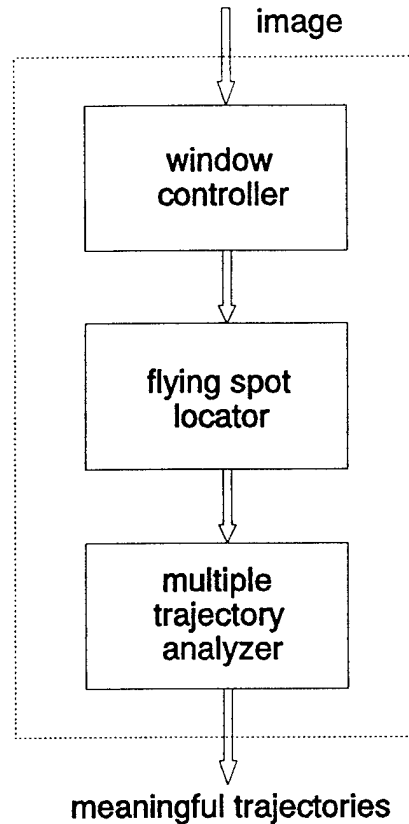 image
window
controller
flying spot
locator
multiple
trajectory
analyzer
meaningful trajectories